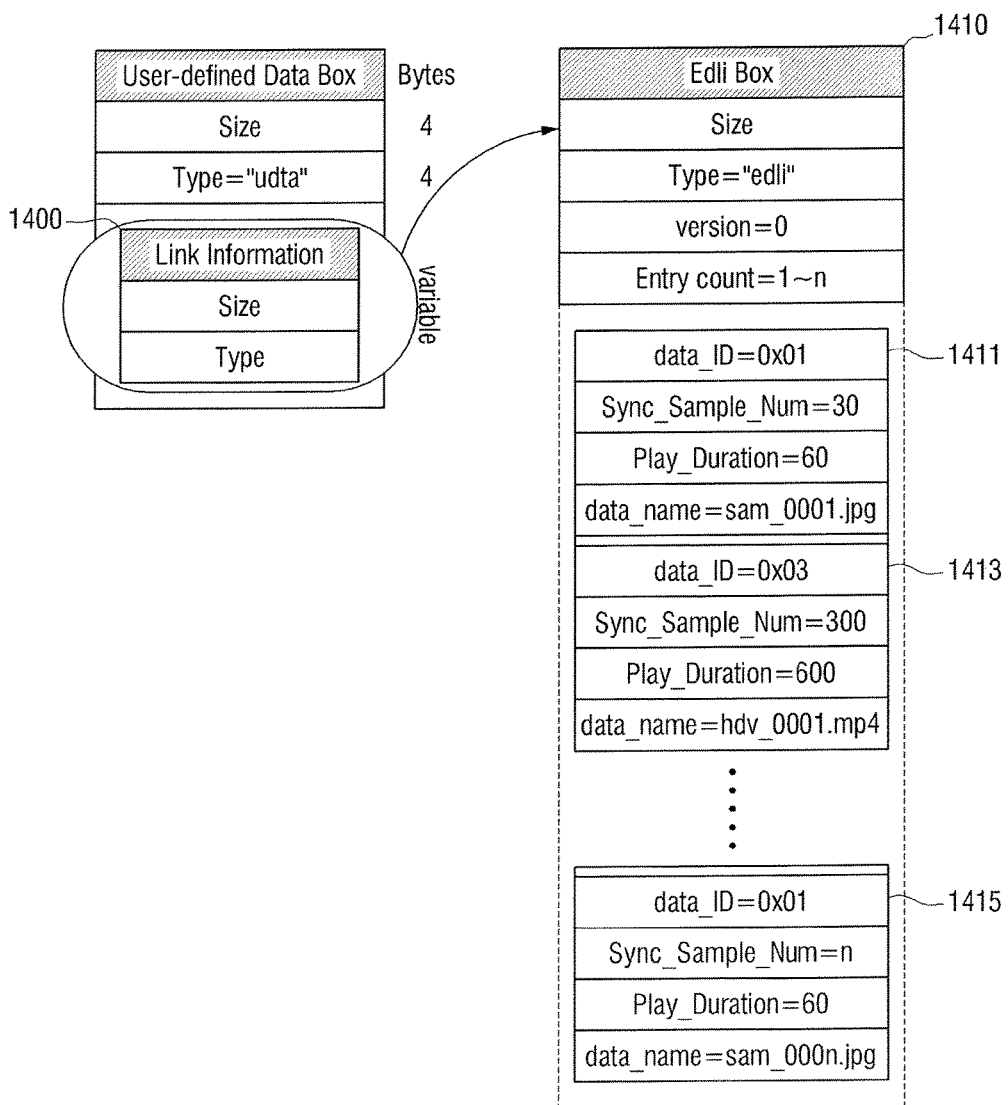 User-defined Data Box
Bytes
Size
4
Type="udta"
4
1400
Link Information
Size
Type
variable
1410
Edli Box
Size
Type="edli"
version=0
Entry count=1~n
data_ID=0x01
1411
Sync_Sample_Num=30
Play_Duration=60
data_name=sam_0001.jpg
data_ID=0x03
1413
Sync_Sample_Num=300
Play_Duration=600
data_name=hdv_0001.mp4
data_ID=0x01
1415
Sync_Sample_Num=n
Play_Duration=60
data_name=sam_000n.jpg